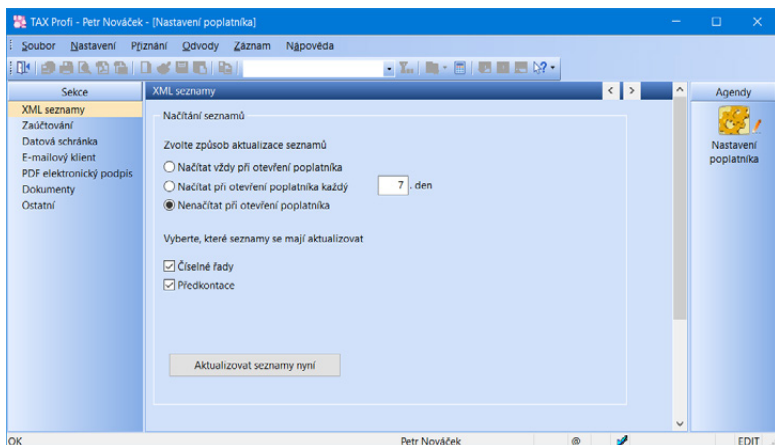 TAX Profi - Petr Nováček - [Nastavení poplatníka]
Soubor Nastavení Přiznání Odvody Záznam Nápověda
Sekce
XML seznamy
Zaúčtování
Datová schránka
E-mailový klient
PDF elektronický podpis
Dokumenty
Ostatní
XML seznamy
Načítání seznamů
Zvolte způsob aktualizace seznamů
Načítat vždy při otevření poplatníka
Načítat při otevření poplatníka každý 7 . den
Nenačítat při otevření poplatníka
Vyberte, které seznamy se mají aktualizovat
Číselné řady
Předkontace
Aktualizovat seznamy nyní
Agendy
Nastavení
poplatníka
OK Petr Nováček @ EDIT